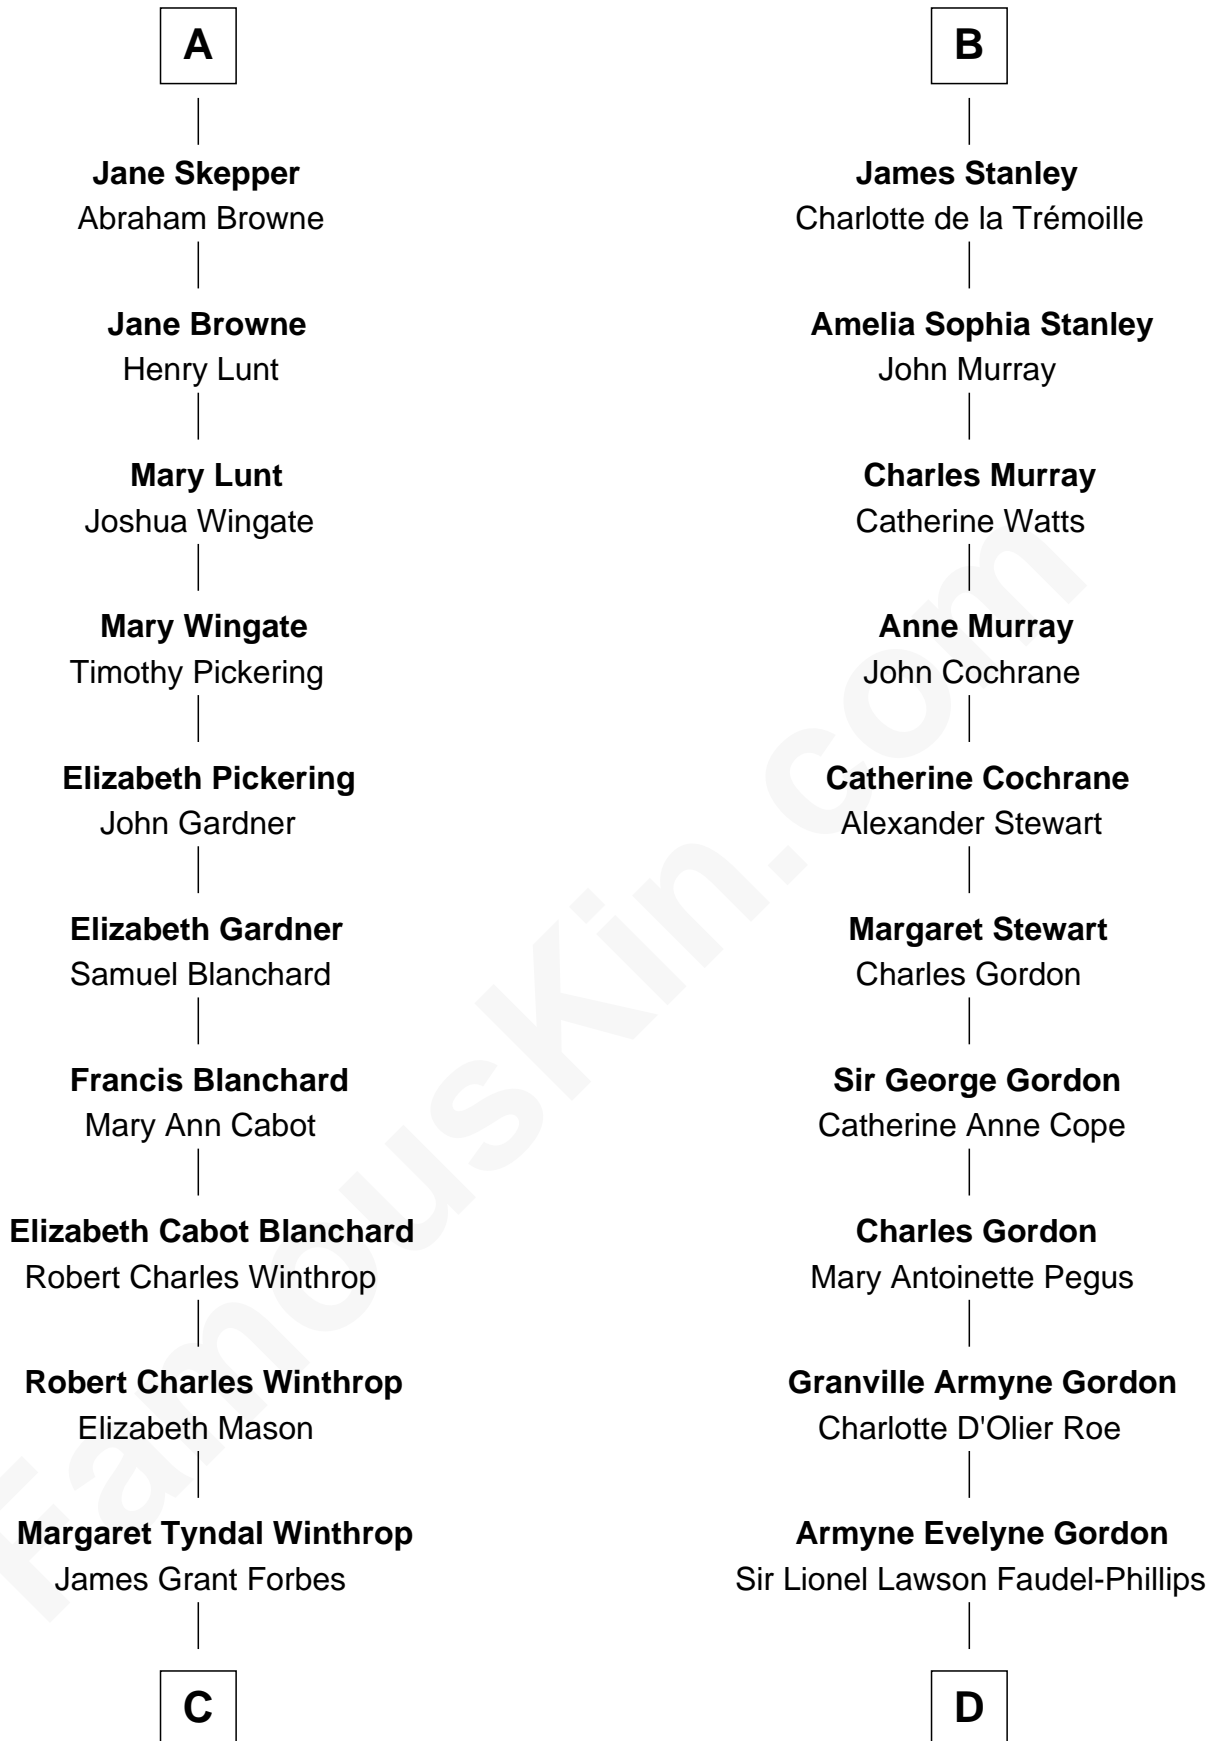 A
Jane Skepper
Abraham Browne
Jane Browne
Henry Lunt
Mary Lunt
Joshua Wingate
Mary Wingate
Timothy Pickering
Elizabeth Pickering
John Gardner
Elizabeth Gardner
Samuel Blanchard
Francis Blanchard
Mary Ann Cabot
Elizabeth Cabot Blanchard
Robert Charles Winthrop
Robert Charles Winthrop
Elizabeth Mason
Margaret Tyndal Winthrop
James Grant Forbes
C
B
James Stanley
Charlotte de la Trémoille
Amelia Sophia Stanley
John Murray
Charles Murray
Catherine Watts
Anne Murray
John Cochrane
Catherine Cochrane
Alexander Stewart
Margaret Stewart
Charles Gordon
Sir George Gordon
Catherine Anne Cope
Charles Gordon
Mary Antoinette Pegus
Granville Armyne Gordon
Charlotte D'Olier Roe
Armyne Evelyne Gordon
Sir Lionel Lawson Faudel-Phillips
D
FamousKin.com